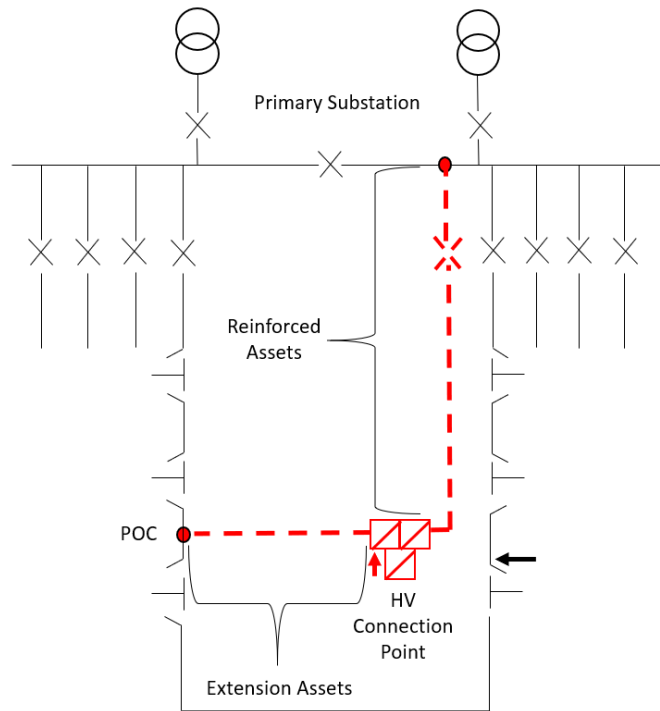 Primary Substation
Reinforced
Assets
POC
HV
Connection
Point
Extension Assets